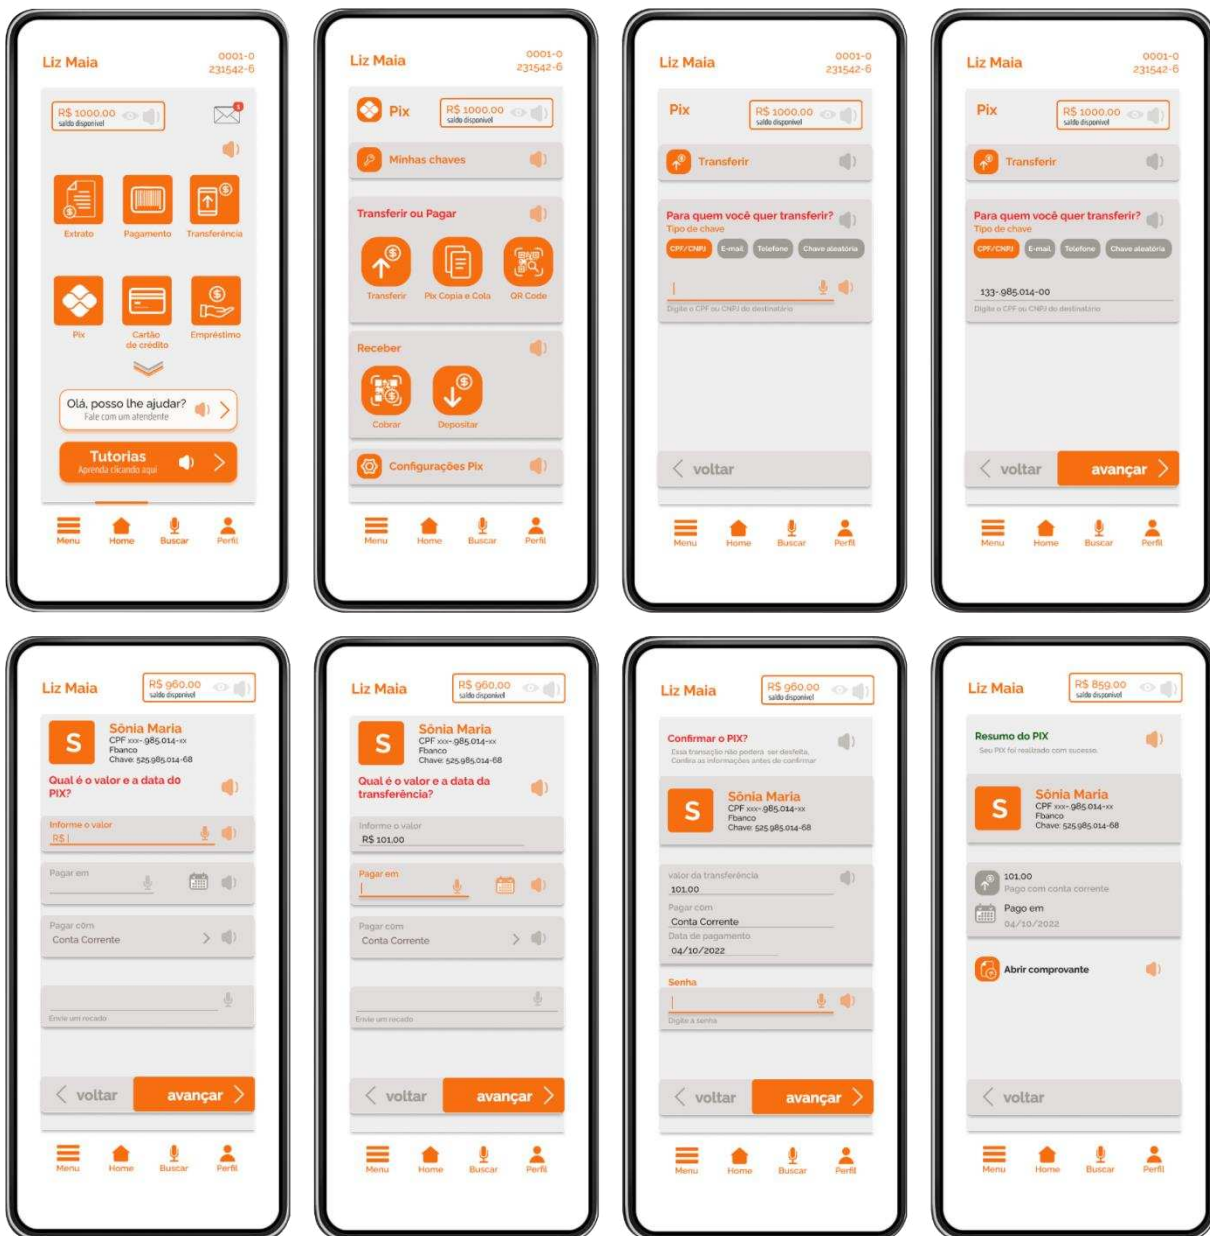 Liz Maia
0001-0
231542-6
R$ 1000,00
saldo disponível
1
Extrato
Pagamento
Transferência
Pix
Cartão
de crédito
Empréstimo
Olá, posso lhe ajudar?
Fale com um atendente
Tutorias
Aprenda clicando aqui
Menu
Home
Buscar
Perfil
Liz Maia
0001-0
231542-6
Pix
R$ 1000,00
saldo disponível
Minhas chaves
Transferir ou Pagar
Transferir
Pix Copia e Cola
QR Code
Receber
Cobrar
Depositar
Configurações Pix
Menu
Home
Buscar
Perfil
Liz Maia
0001-0
231542-6
Pix
R$ 1000,00
saldo disponível
Transferir
Para quem você quer transferir?
Tipo de chave
CPF/CNPJ
E-mail
Telefone
Chave aleatória
Digite o CPF ou CNPJ do destinatário
voltar
Menu
Home
Buscar
Perfil
Liz Maia
0001-0
231542-6
Pix
R$ 1000,00
saldo disponível
Transferir
Para quem você quer transferir?
Tipo de chave
CPF/CNPJ
E-mail
Telefone
Chave aleatória
133-.985.014-00
Digite o CPF ou CNPJ do destinatário
voltar
avançar
Menu
Home
Buscar
Perfil
Liz Maia
R$ 960,00
saldo disponível
S
Sônia Maria
CPF xxx-.985.014-xx
Fbanco
Chave: 525.985.014-68
Qual é o valor e a data do
PIX?
Informe o valor
R$
Pagar em
Pagar com
Conta Corrente
Envie um recado
voltar
avançar
Menu
Home
Buscar
Perfil
Liz Maia
R$ 960,00
saldo disponível
S
Sônia Maria
CPF xxx-.985.014-xx
Fbanco
Chave: 525.985.014-68
Qual é o valor e a data da
transferência?
Informe o valor
R$ 101,00
Pagar em
Pagar com
Conta Corrente
Envie um recado
voltar
avançar
Menu
Home
Buscar
Perfil
Liz Maia
R$ 960,00
saldo disponível
Confirmar o PIX?
Essa transação não poderá ser desfeita,
Confira as informações antes de confirmar
S
Sônia Maria
CPF xxx-.985.014-xx
Fbanco
Chave: 525.985.014-68
valor da transferência
101,00
Pagar com
Conta Corrente
Data de pagamento
04/10/2022
Senha
Digite a senha
voltar
avançar
Menu
Home
Buscar
Perfil
Liz Maia
R$ 859,00
saldo disponível
Resumo do PIX
Seu PIX foi realizado com sucesso.
S
Sônia Maria
CPF xxx-.985.014-xx
Fbanco
Chave: 525.985.014-68
101,00
Pago com conta corrente
Pago em
04/10/2022
Abrir comprovante
voltar
Menu
Home
Buscar
Perfil